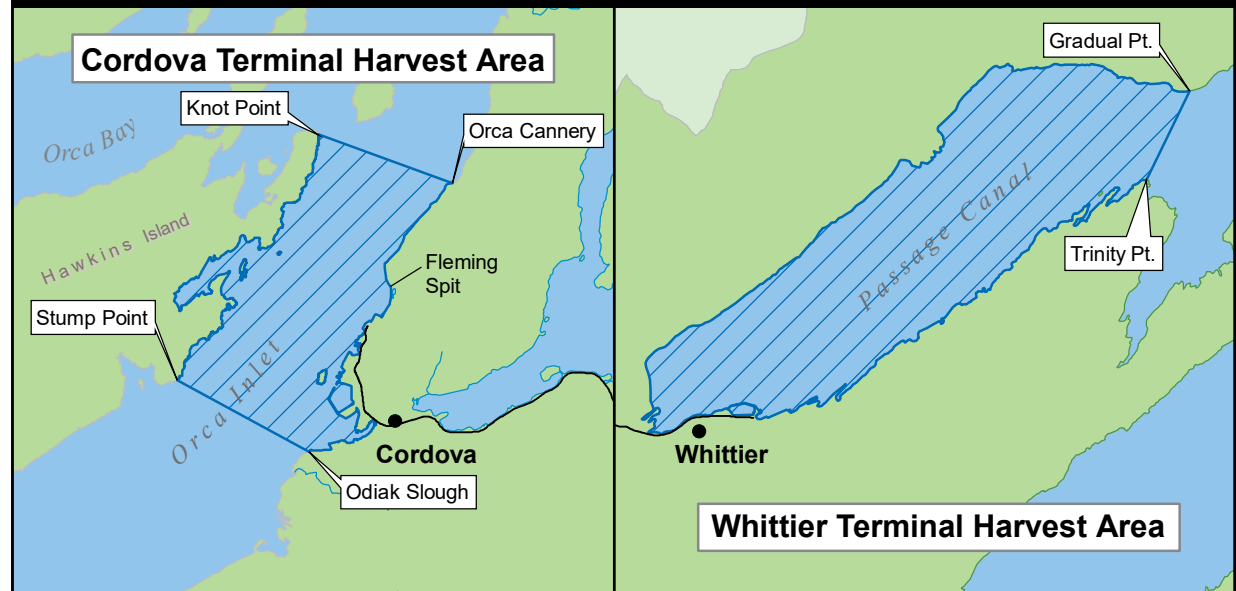 Cordova Terminal Harvest Area
Knot Point
Orca Cannery
Orca Bay
Hawkins Island
Fleming
Spit
Stump Point
Orca Inlet
Cordova
Odiak Slough
Gradual Pt.
Passage Canal
Trinity Pt.
Whittier
Whittier Terminal Harvest Area